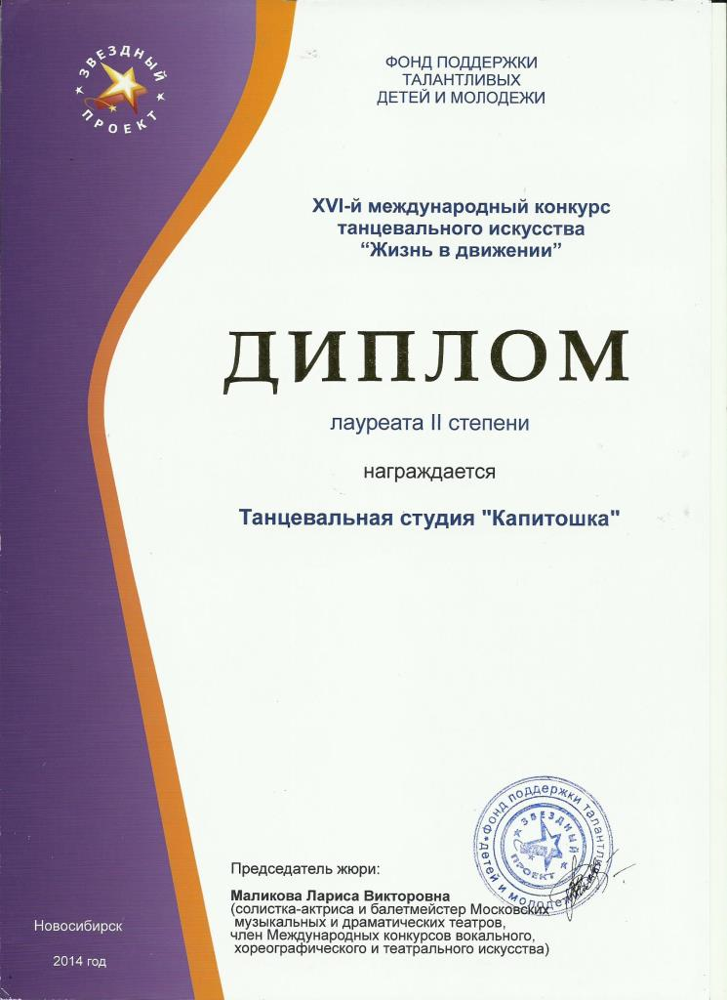 ЗВЕЗДНЫЙ
ПРОЕКТ
ФОНД ПОДДЕРЖКИ
ТАЛАНТЛИВЫХ
ДЕТЕЙ И МОЛОДЕЖИ
XVI-й международный конкурс
танцевального искусства
“Жизнь в движении”
ДИПЛОМ
лауреата II степени
награждается
Танцевальная студия "Капитошка"
Фонд поддержки
детей и
ЗВЕЗДНЫЙ
ПРОЕКТ
Председатель жюри:
Маликова Лариса Викторовна
(солистка-актриса и балетмейстер Московских
музыкальных и драматических театров,
член Международных конкурсов вокального,
хореографического и театрального искусства)
Новосибирск
2014 год